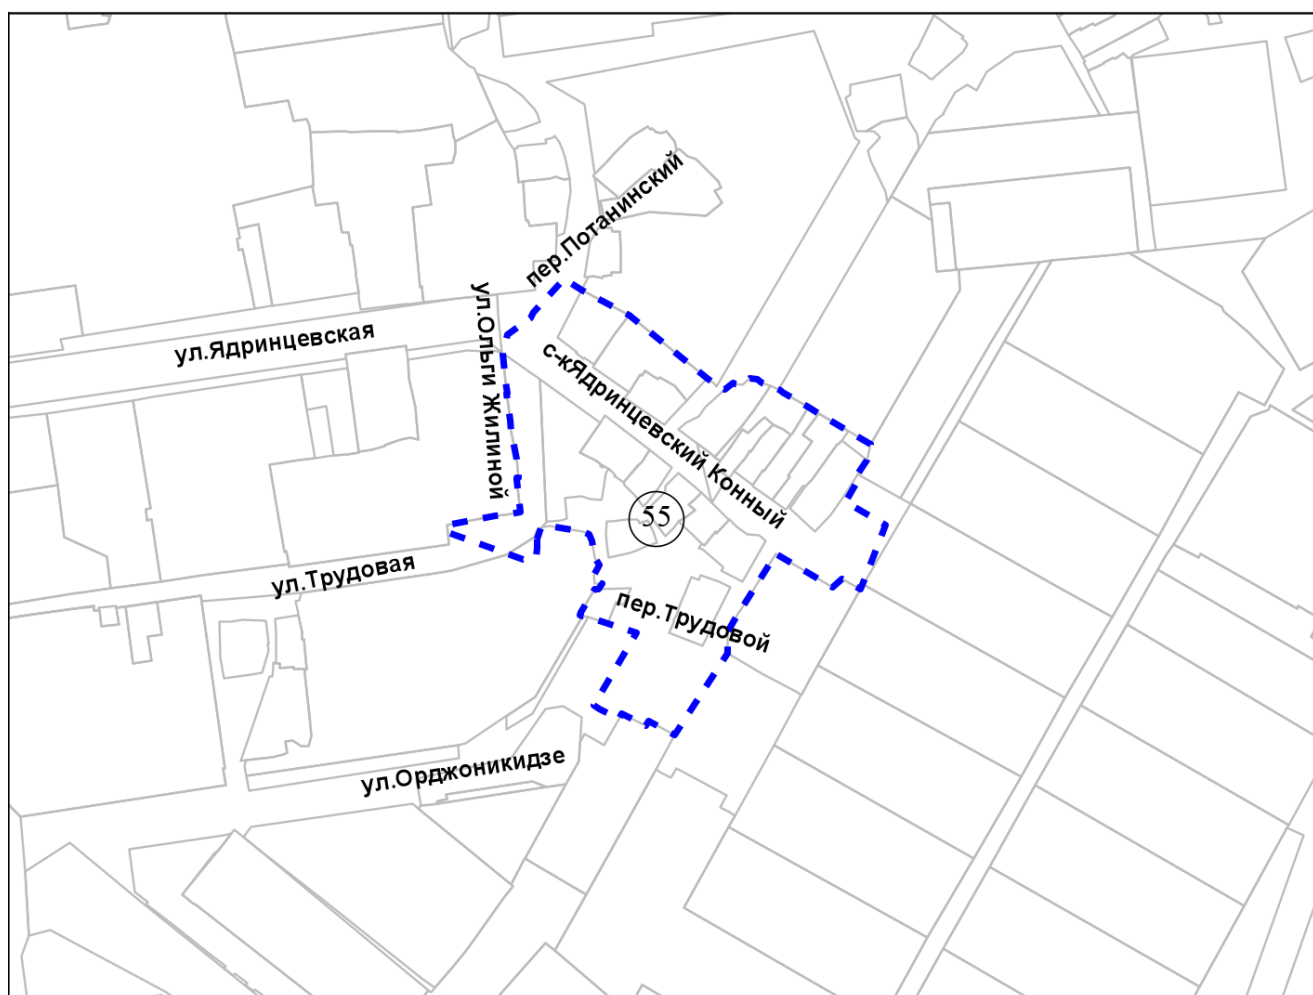 пер.Потанинский
ул.Ядринцевская
ул.Ольги Жилиной
с-кЯдринцевский Конный
55
ул.Трудовая
пер.Трудовой
ул.Орджоникидзе